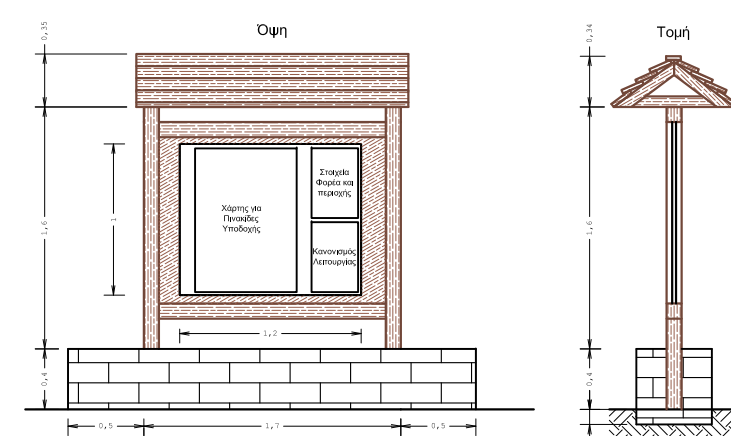 Όψη
Τομή
0,35
0,34
Στοιχεία
Φορέα και
περιοχής
Χάρτης για
Πινακίδες
Υποδοχής
1
1,6
1,6
Κανονισμός
Λειτουργίας
1,2
0,4
0,4
0,5
1,7
0,5